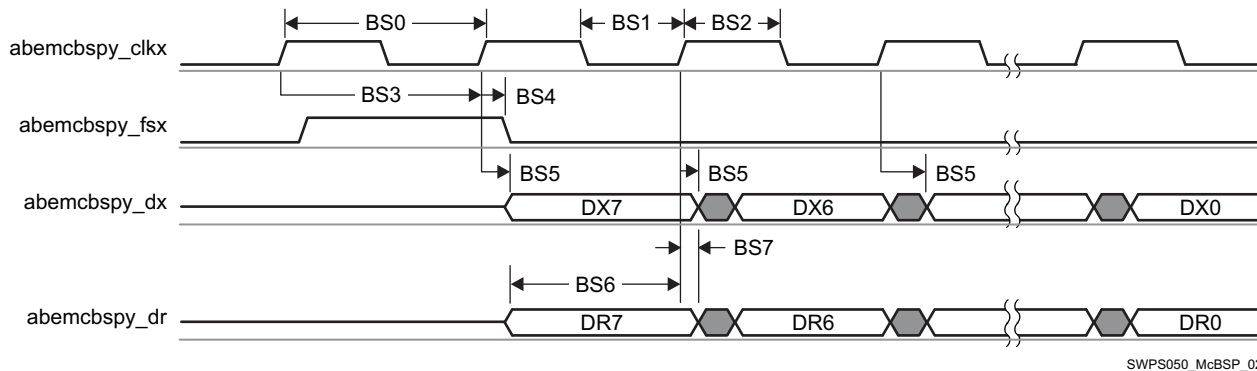 BS0
BS1
BS2
abemcbspy_clkx
BS3
BS4
abemcbspy_fsx
BS5
BS5
BS5
abemcbspy_dx
DX7
DX6
DX0
BS7
BS6
abemcbspy_dr
DR7
DR6
DR0